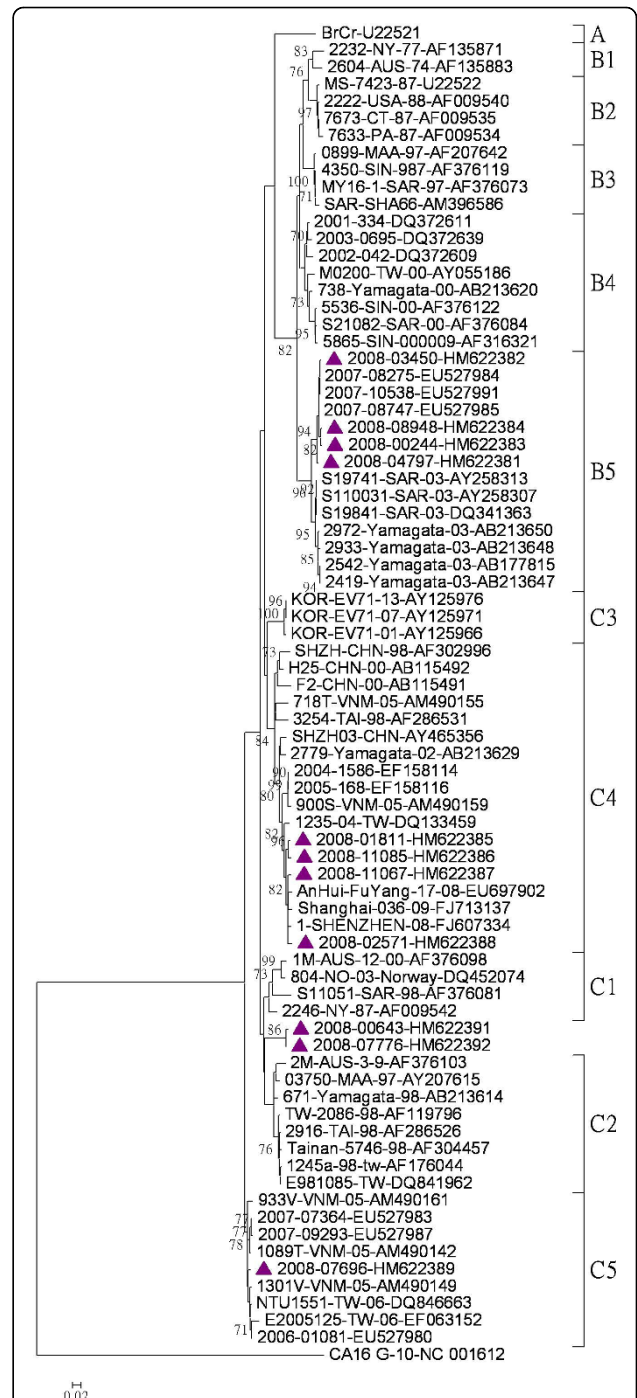 BrCr-U22521
A
83
2232-NY-77-AF135871
76
2604-AUS-74-AF135883
B1
MS-7423-87-U22522
2222-USA-88-AF009540
97
7673-CT-87-AF009535
7633-PA-87-AF009534
B2
0899-MAA-97-AF207642
4350-SIN-987-AF376119
100
MY16-1-SAR-97-AF376073
71
SAR-SHA66-AM396586
B3
2001-334-DQ372611
70
2003-0695-DQ372639
2002-042-DQ372609
M0200-TW-00-AY055186
738-Yamagata-00-AB213620
73
5536-SIN-00-AF376122
S21082-SAR-00-AF376084
95
5865-SIN-000009-AF316321
B4
82
2008-03450-HM622382
2007-08275-EU527984
2007-10538-EU527991
2007-08747-EU527985
94
2008-08948-HM622384
82
2008-00244-HM622383
2008-04797-HM622381
S19741-SAR-03-AY258313
92
96
S110031-SAR-03-AY258307
S19841-SAR-03-DQ341363
95
2972-Yamagata-03-AB213650
2933-Yamagata-03-AB213648
85
2542-Yamagata-03-AB177815
94
2419-Yamagata-03-AB213647
B5
96
KOR-EV71-13-AY125976
100
KOR-EV71-07-AY125971
KOR-EV71-01-AY125966
C3
73
SHZH-CHN-98-AF302996
H25-CHN-00-AB115492
F2-CHN-00-AB115491
718T-VNM-05-AM490155
3254-TAI-98-AF286531
84
SHZH03-CHN-AY465356
2779-Yamagata-02-AB213629
90
2004-1586-EF158114
99
2005-168-EF158116
80
900S-VNM-05-AM490159
1235-04-TW-DQ133459
82
96
2008-01811-HM622385
2008-11085-HM622386
2008-11067-HM622387
82
AnHui-FuYang-17-08-EU697902
Shanghai-036-09-FJ713137
1-SHENZHEN-08-FJ607334
2008-02571-HM622388
C4
99
1M-AUS-12-00-AF376098
73
804-NO-03-Norway-DQ452074
S11051-SAR-98-AF376081
2246-NY-87-AF009542
C1
86
2008-00643-HM622391
2008-07776-HM622392
2M-AUS-3-9-AF376103
03750-MAA-97-AY207615
671-Yamagata-98-AB213614
TW-2086-98-AF119796
2916-TAI-98-AF286526
76
Tainan-5746-98-AF304457
1245a-98-tw-AF176044
E981085-TW-DQ841962
C2
933V-VNM-05-AM490161
77
2007-07364-EU527983
77
2007-09293-EU527987
78
1089T-VNM-05-AM490142
2008-07696-HM622389
1301V-VNM-05-AM490149
NTU1551-TW-06-DQ846663
E2005125-TW-06-EF063152
71
2006-01081-EU527980
C5
CA16 G-10-NC 001612
0.02